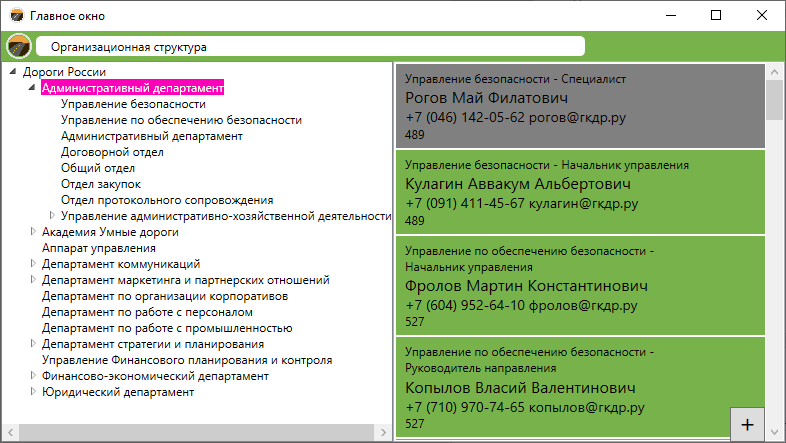 Главное окно
Организационная структура
Дороги России
Административный департамент
Управление безопасности
Управление по обеспечению безопасности
Административный департамент
Договорной отдел
Общий отдел
Отдел закупок
Отдел протокольного сопровождения
Управление административно-хозяйственной деятельности
Академия Умные дороги
Аппарат управления
Департамент коммуникаций
Департамент маркетинга и партнерских отношений
Департамент по организации корпоративов
Департамент по работе с персоналом
Департамент по работе с промышленностью
Департамент стратегии и планирования
Управление Финансового планирования и контроля
Финансово-экономический департамент
Юридический департамент
Управление безопасности - Специалист
Рогов Май Филатович
+7 (046) 142-05-62 рогов@гкдр.ру
489
Управление безопасности - Начальник управления
Кулагин Аввакум Альбертович
+7 (091) 411-45-67 кулагин@гкдр.ру
489
Управление по обеспечению безопасности -
Начальник управления
Фролов Мартин Константинович
+7 (604) 952-64-10 фролов@гкдр.ру
527
Управление по обеспечению безопасности -
Руководитель направления
Копылов Власий Валентинович
+7 (710) 970-74-65 копылов@гкдр.ру
527
+